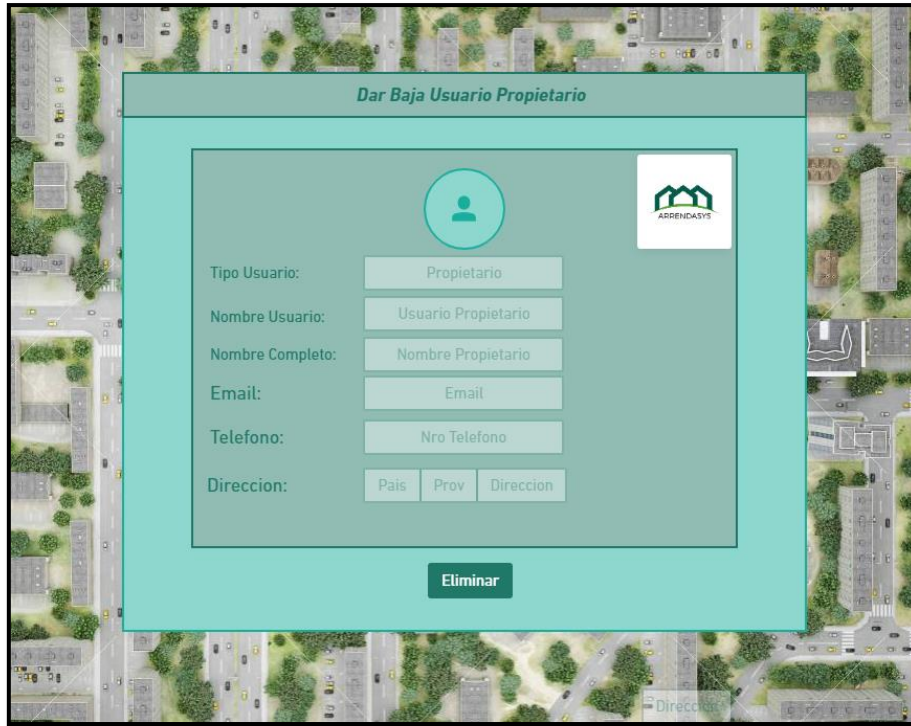 Dar Baja Usuario Propietario
ARRENDASYS
Tipo Usuario: Propietario
Nombre Usuario: Usuario Propietario
Nombre Completo: Nombre Propietario
Email: Email
Telefono: Nro Telefono
Direccion: Pais Prov Direccion
Eliminar
Direccion